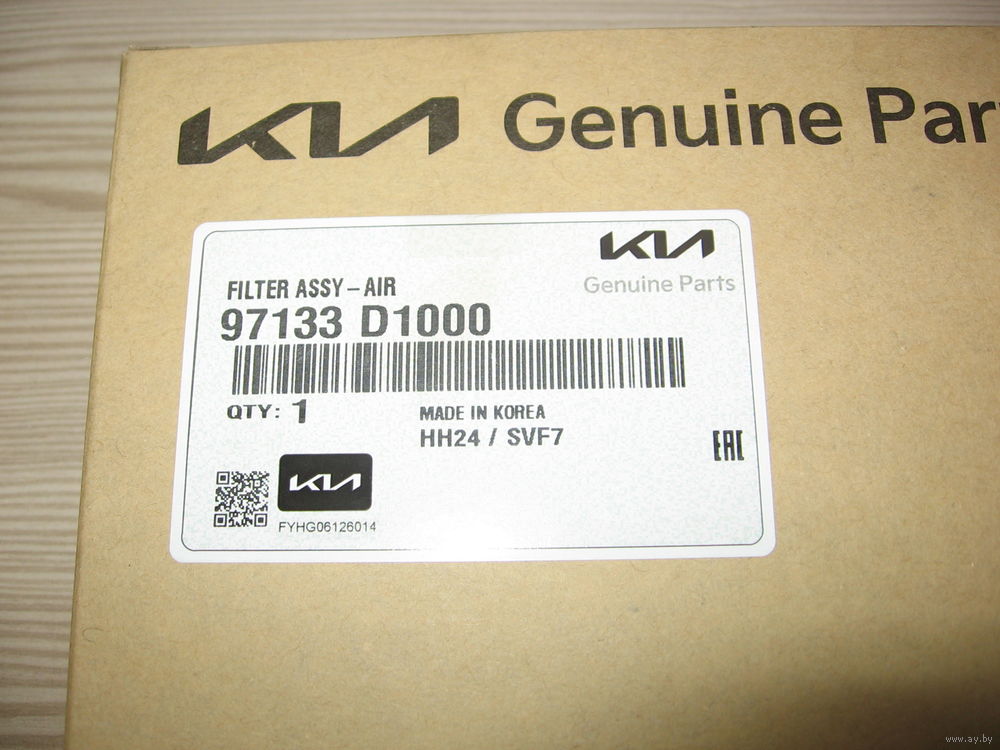 KIA Genuine Par
KIA
Genuine Parts
FILTER ASSY-AIR
97133 D1000
QTY: 1
MADE IN KOREA
HH24 / SVF7
EAC
KIA
FYHG06126014
www.ay.by